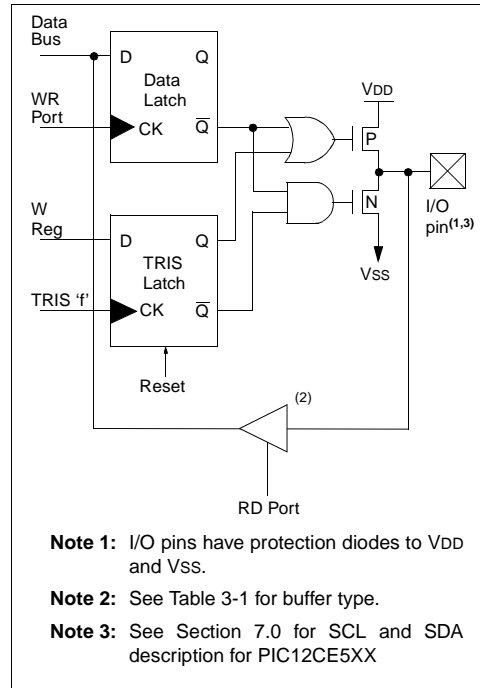 Data
Bus
D Q
Data
Latch
WR
Port
CK Q
VDD
P
N
I/O
pin(1,3)
VSS
W
Reg
D Q
TRIS
Latch
TRIS 'f'
CK Q
Reset
(2)
RD Port
Note 1: I/O pins have protection diodes to VDD
and VSS.
Note 2: See Table 3-1 for buffer type.
Note 3: See Section 7.0 for SCL and SDA
description for PIC12CE5XX